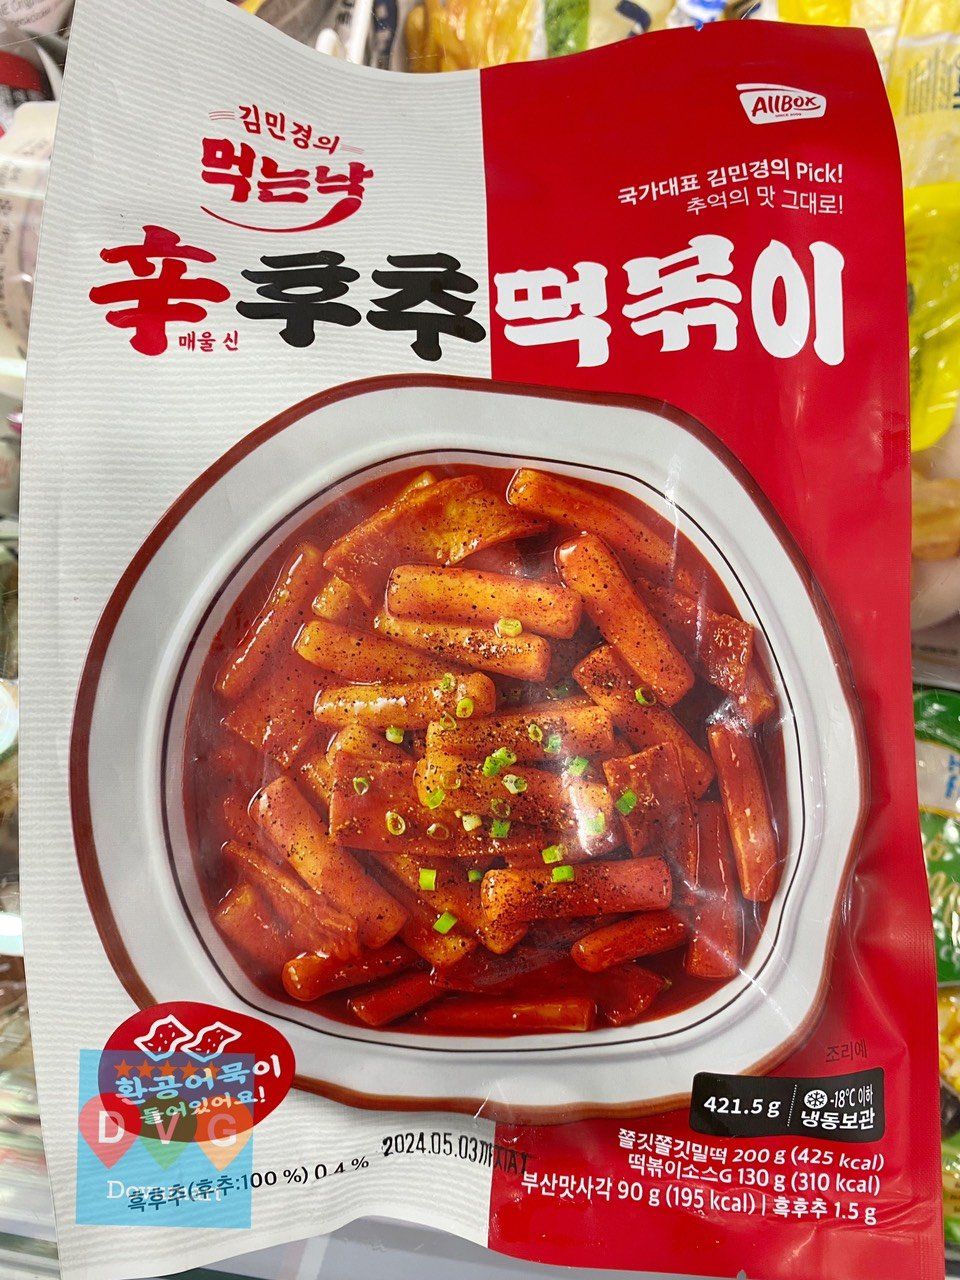 김민경의
먹는낙
AllBox
SINCE 2009
국가대표 김민경의 Pick!
추억의 맛 그대로!
辛후추떡볶이
매울 신
조리예
환공어묵이
들어있어요!
421.5 g
-18℃ 이하
냉동보관
쫄깃쫄깃밀떡 200 g (425 kcal)
떡볶이소스G 130 g (310 kcal)
부산맛사각 90 g (195 kcal) | 흑후추 1.5 g
2024.05.03까지
흑후추(후추:100 %) 0.4 %
DVG